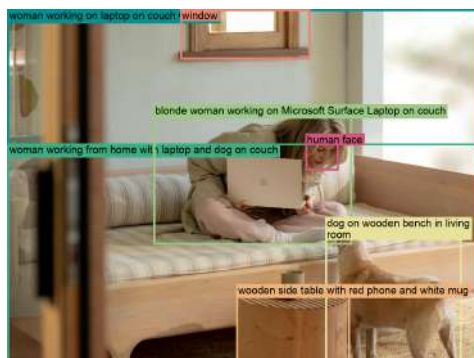 woman working on laptop on couch
window
blonde woman working on Microsoft Surface Laptop on couch
human face
woman working from home with laptop and dog on couch
dog on wooden bench in living
room
wooden side table with red phone and white mug